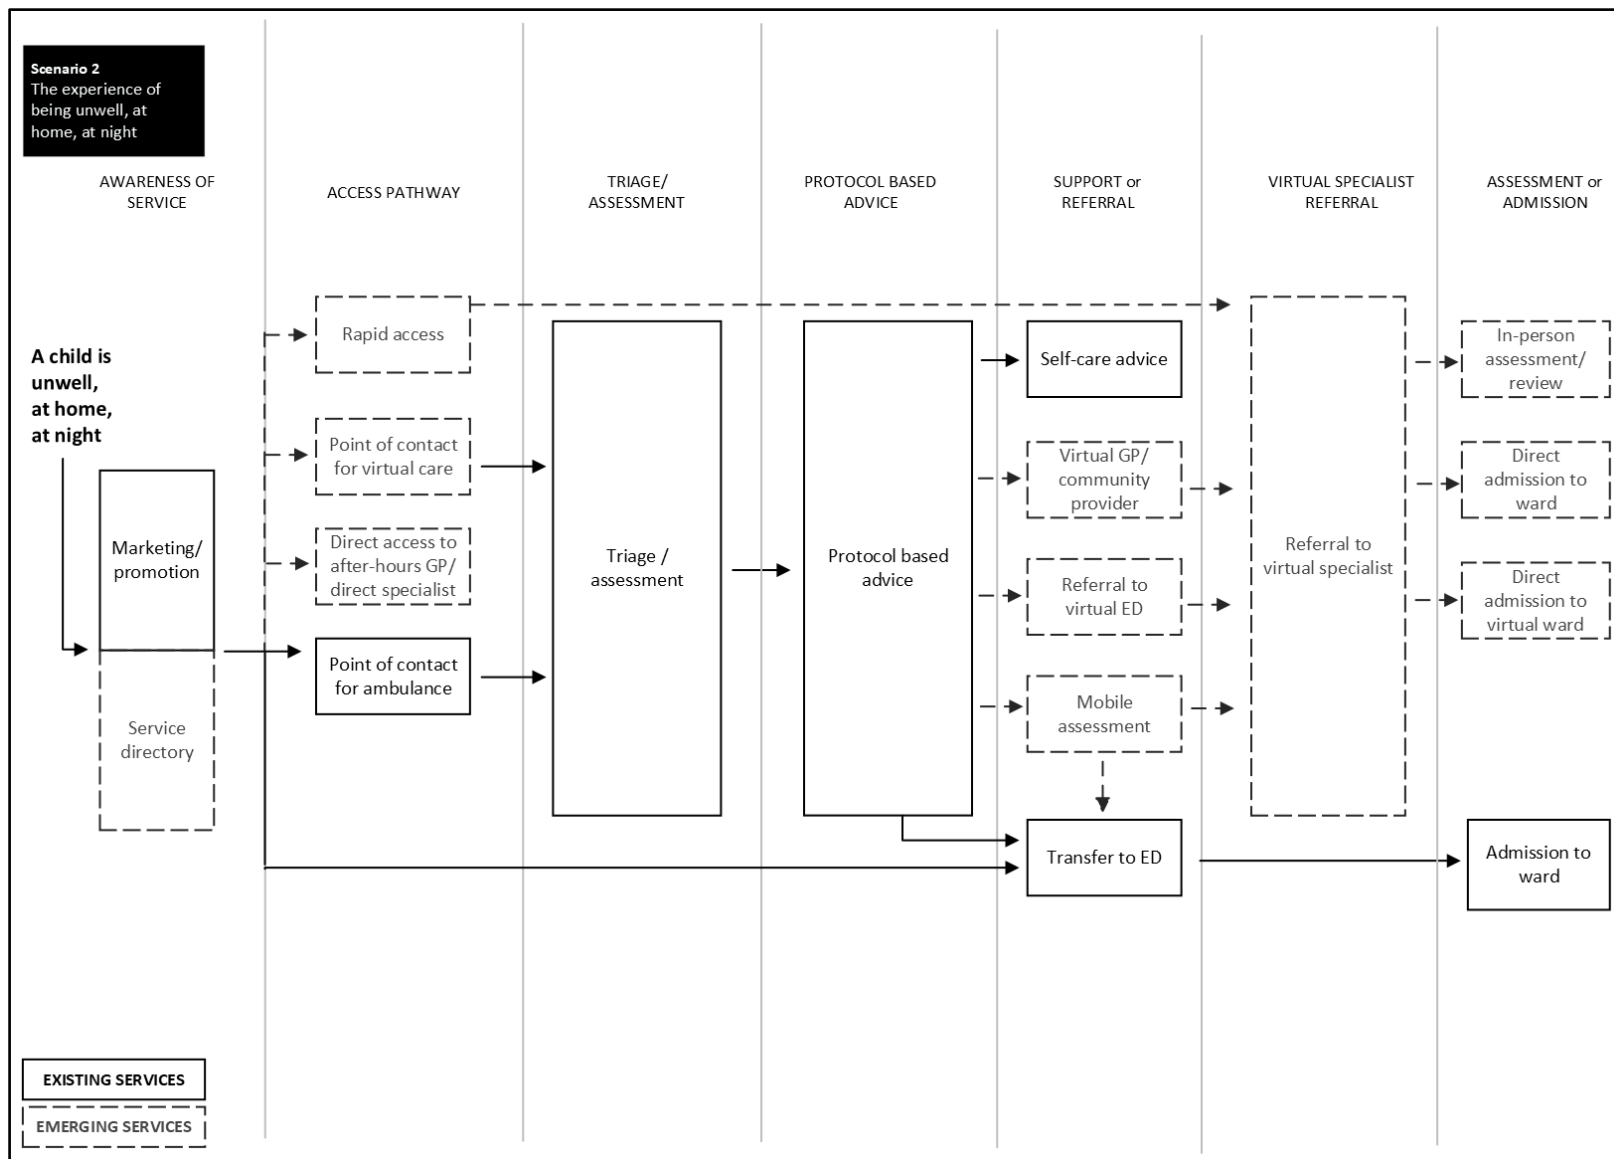 Scenario 2
The experience of
being unwell, at
home, at night
AWARENESS OF
SERVICE
ACCESS PATHWAY
TRIAGE/
ASSESSMENT
PROTOCOL BASED
ADVICE
SUPPORT or
REFERRAL
VIRTUAL SPECIALIST
REFERRAL
ASSESSMENT or
ADMISSION
A child is
unwell,
at home,
at night
Marketing/
promotion
Service
directory
Rapid access
Point of contact
for virtual care
Direct access to
after-hours GP/
direct specialist
Point of contact
for ambulance
Triage /
assessment
Protocol based
advice
Self-care advice
Virtual GP/
community
provider
Referral to
virtual ED
Mobile
assessment
Transfer to ED
Referral to
virtual specialist
In-person
assessment/
review
Direct
admission to
ward
Direct
admission to
virtual ward
Admission to
ward
EXISTING SERVICES
EMERGING SERVICES